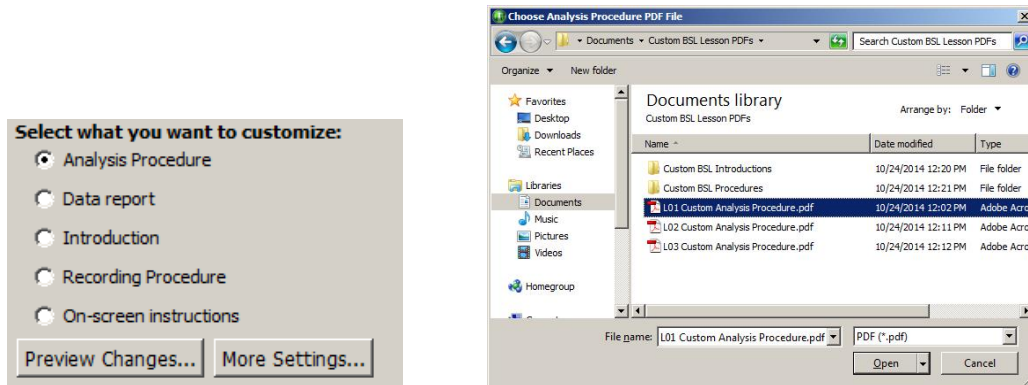 Select what you want to customize:
Analysis Procedure
Data report
Introduction
Recording Procedure
On-screen instructions
Preview Changes... More Settings...
Choose Analysis Procedure PDF File
Documents Custom BSL Lesson PDFs Search Custom BSL Lesson PDFs
Organize New folder
Favorites
Desktop
Downloads
Recent Places
Libraries
Documents
Music
Pictures
Videos
Homegroup
Documents library
Custom BSL Lesson PDFs
Arrange by: Folder
Name Date modified Type
Custom BSL Introductions 10/24/2014 12:20 PM File folder
Custom BSL Procedures 10/24/2014 12:21 PM File folder
L01 Custom Analysis Procedure.pdf 10/24/2014 12:02 PM Adobe Acro
L02 Custom Analysis Procedure.pdf 10/24/2014 12:11 PM Adobe Acro
L03 Custom Analysis Procedure.pdf 10/24/2014 12:12 PM Adobe Acro
File name: L01 Custom Analysis Procedure.pdf PDF (*.pdf)
Open Cancel